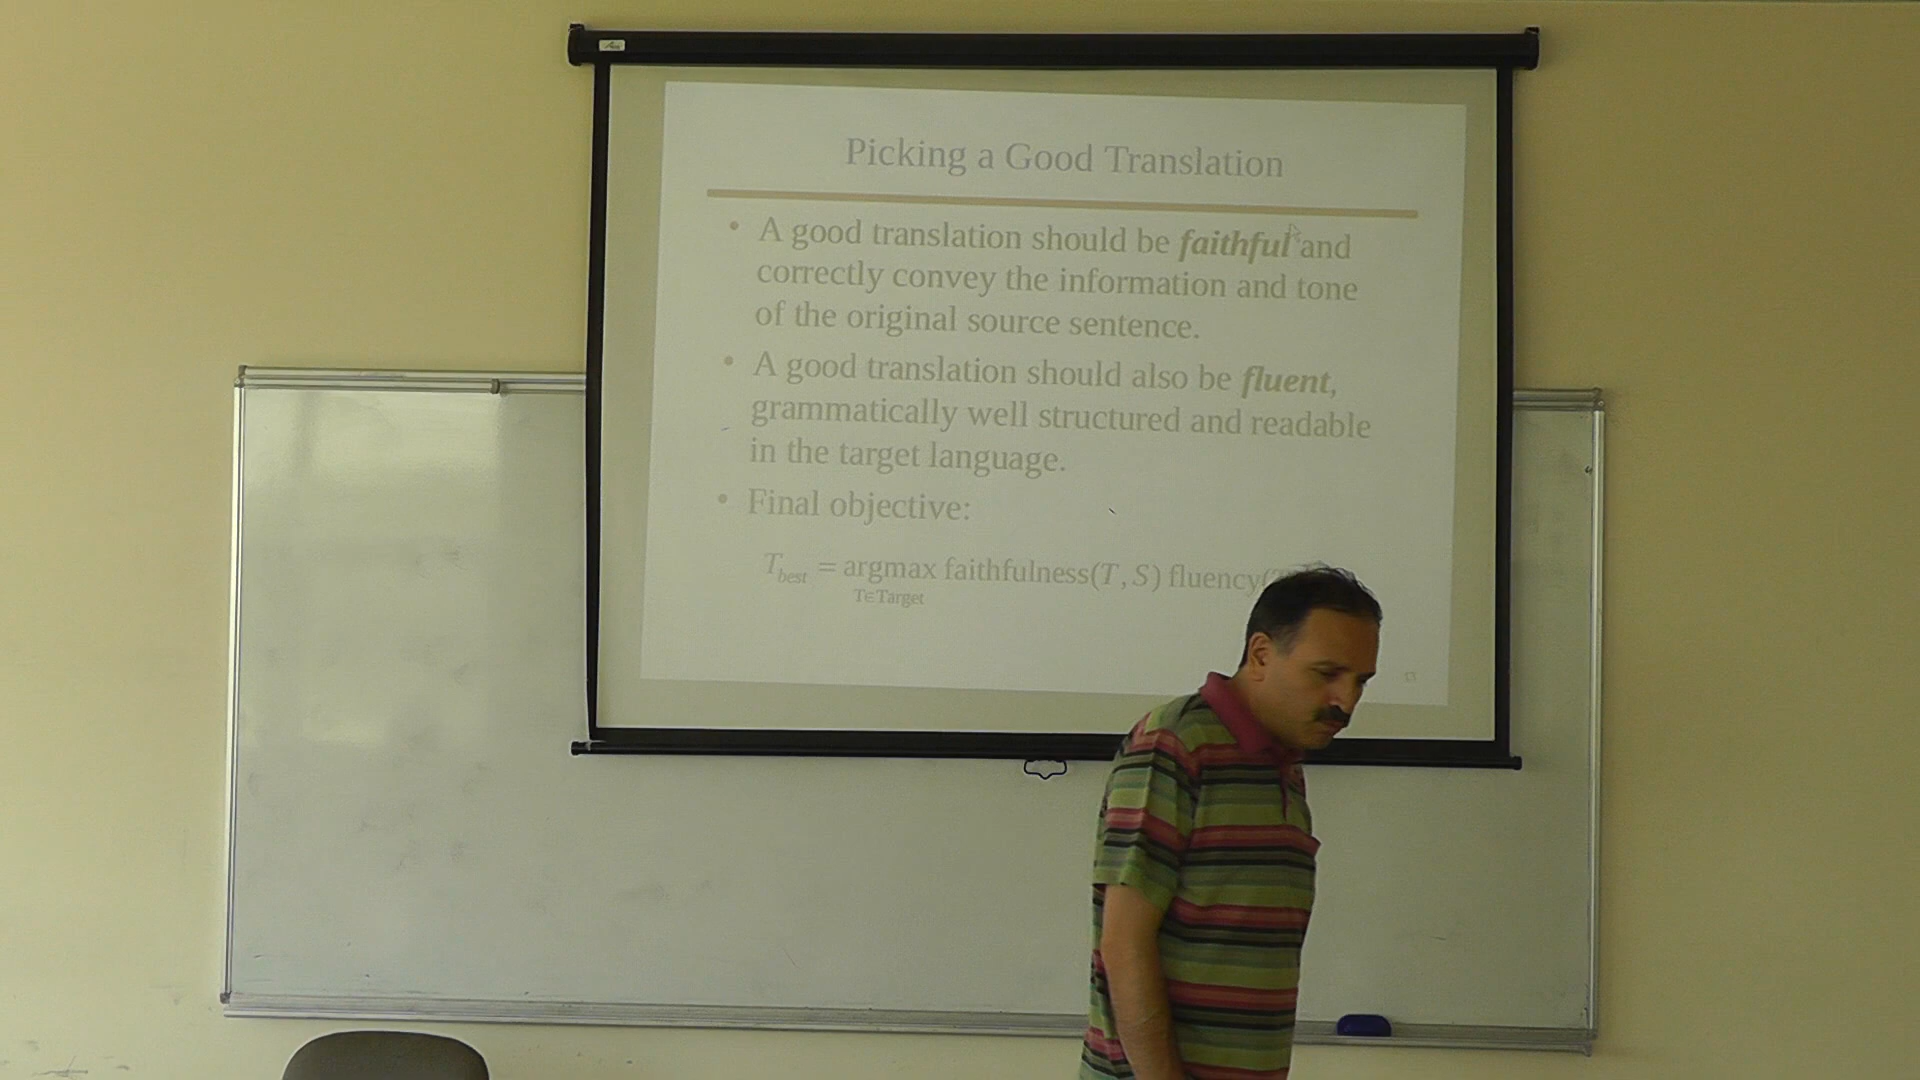 Picking a Good Translation
• A good translation should be faithful and
correctly convey the information and tone
of the original source sentence.
• A good translation should also be fluent,
grammatically well structured and readable
in the target language.
• Final objective:
T_best = argmax faithfulness(T, S) fluency(
T∈Target